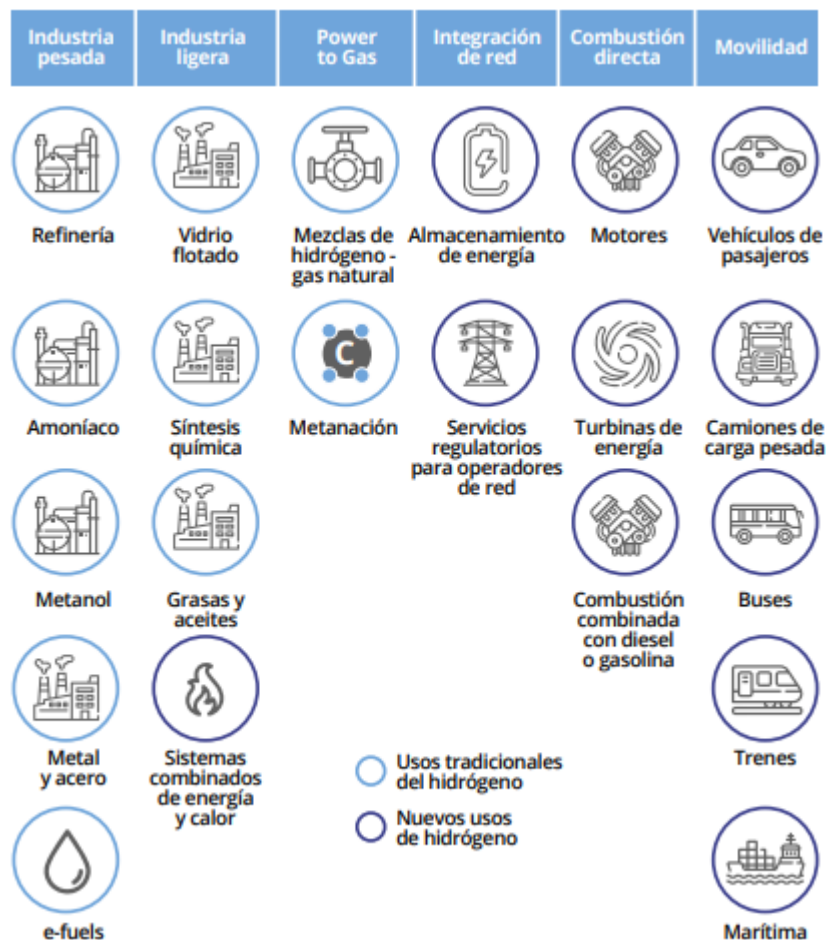 Industria
pesada
Industria
ligera
Power
to Gas
Integración
de red
Combustión
directa
Movilidad
Refinería
Vidrio
flotado
Mezclas de
hidrógeno -
gas natural
Almacenamiento
de energía
Motores
Vehículos de
pasajeros
C
Amoníaco
Síntesis
química
Metanación
Servicios
regulatorios
para operadores
de red
Turbinas de
energía
Camiones de
carga pesada
Metanol
Grasas y
aceites
Combustión
combinada
con diesel
o gasolina
Buses
Metal
y acero
Sistemas
combinados
de energía
y calor
Usos tradicionales
del hidrógeno
Nuevos usos
de hidrógeno
Trenes
e-fuels
Marítima